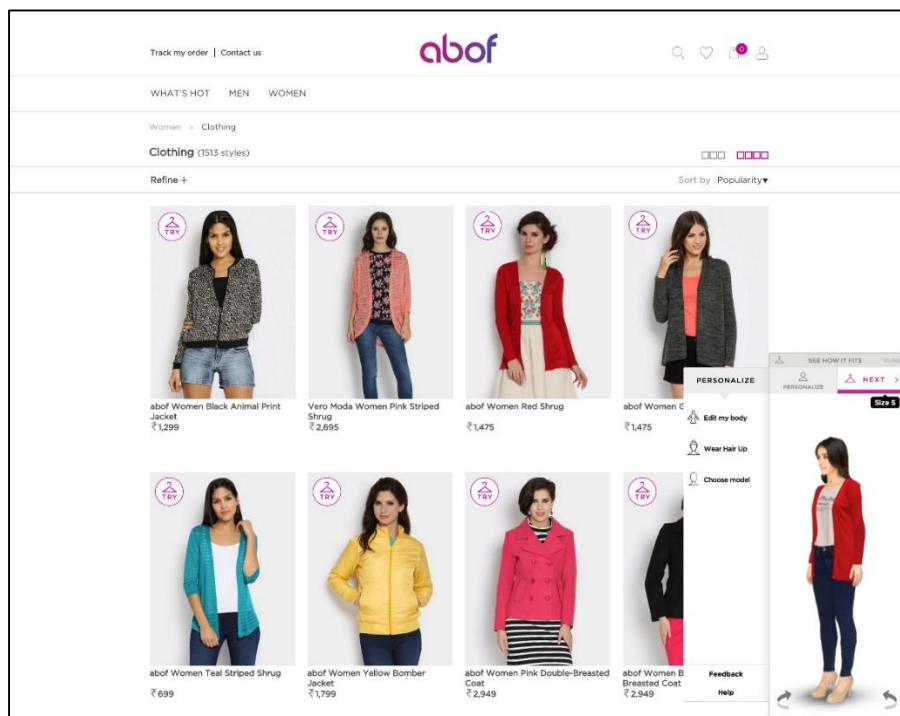 Track my order | Contact us
abof
0
WHAT'S HOT MEN WOMEN
Women > Clothing
Clothing (1513 styles)
Refine +
Sort by Popularity▾
TRY
TRY
TRY
TRY
abof Women Black Animal Print
Jacket
₹1,299
Vero Moda Women Pink Striped
Shrug
₹2,695
abof Women Red Shrug
₹1,475
abof Women G
₹1,475
SEE HOW IT FITS
PERSONALIZE
PERSONALIZE
NEXT >
Size S
Edit my body
Wear Hair Up
Choose model
TRY
TRY
TRY
TRY
abof Women Teal Striped Shrug
₹699
abof Women Yellow Bomber
Jacket
₹1,799
abof Women Pink Double-Breasted
Coat
₹2,949
abof Women B
Breasted Coat
₹2,949
Feedback
Help